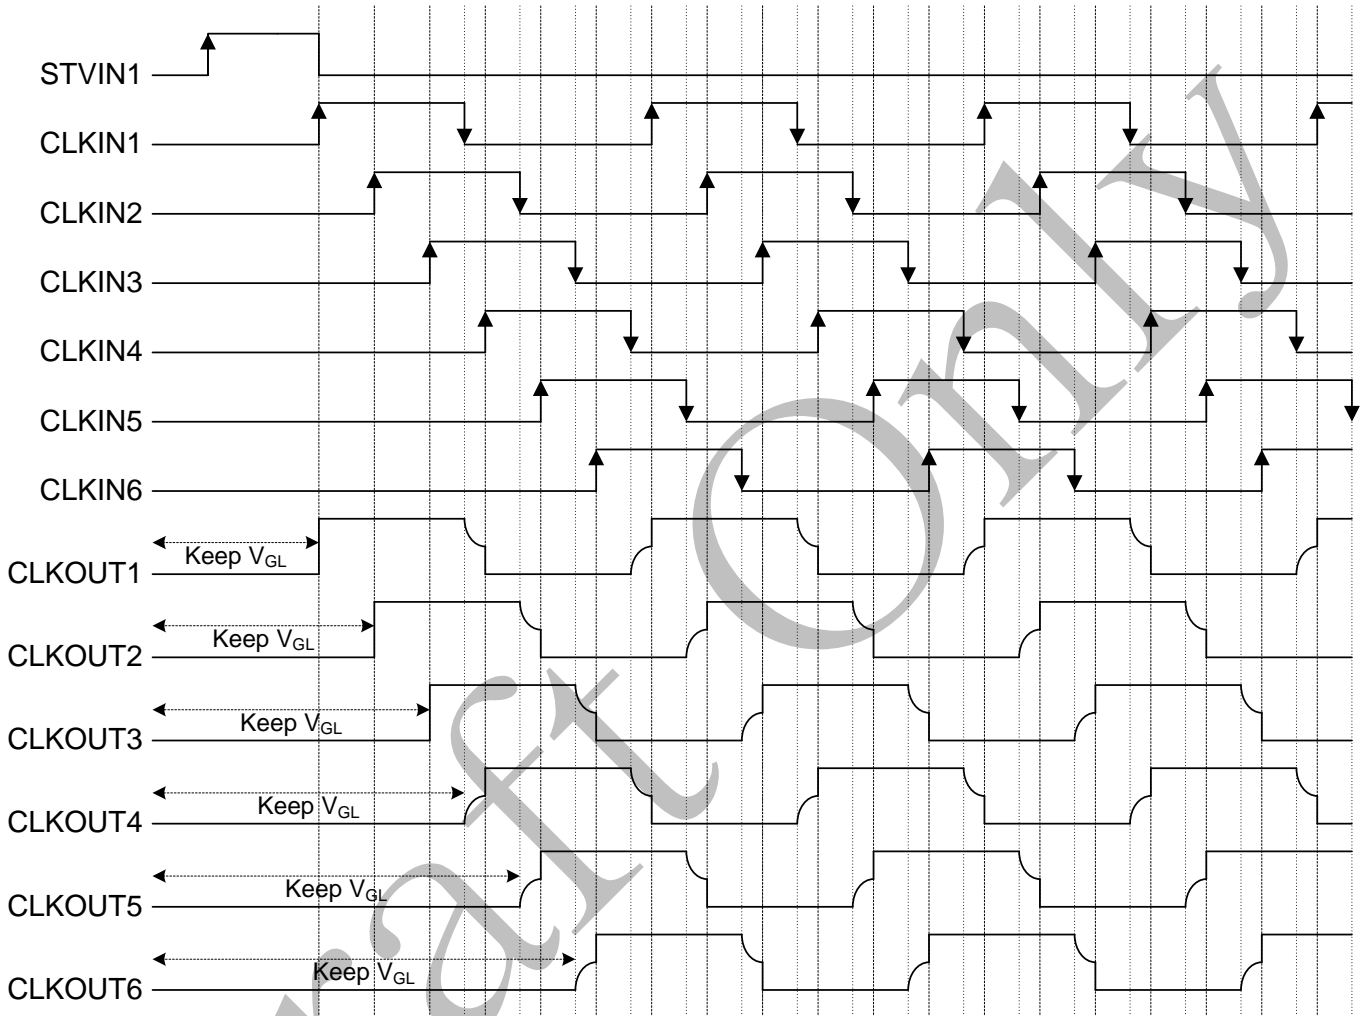 STVIN1
CLKIN1
CLKIN2
CLKIN3
CLKIN4
CLKIN5
CLKIN6
Keep VGL
CLKOUT1
Keep VGL
CLKOUT2
Keep VGL
CLKOUT3
Keep VGL
CLKOUT4
Keep VGL
CLKOUT5
Keep VGL
CLKOUT6
raft Only